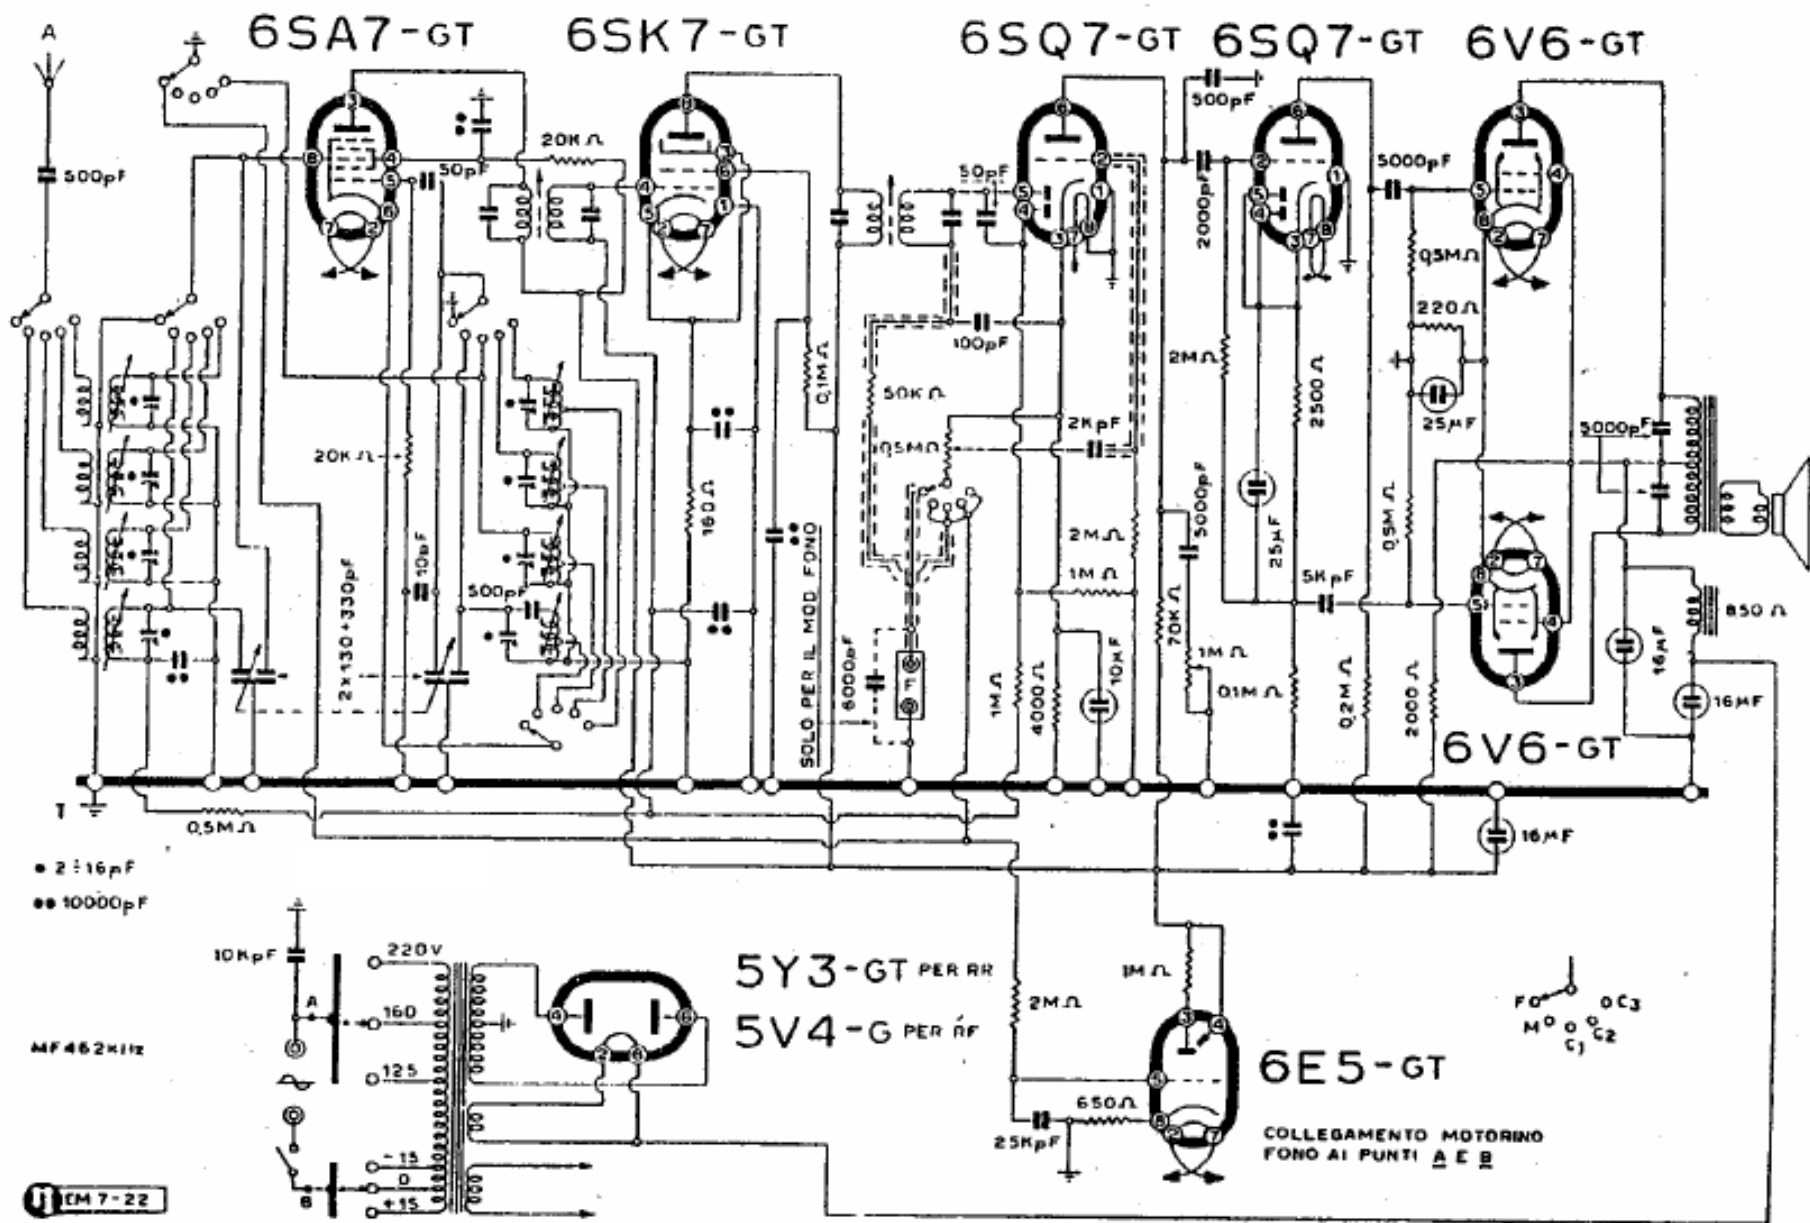 A
6SA7-GT
6SK7-GT
6SQ7-GT
6SQ7-GT
6V6-GT
500pF
50pF
20KΩ
50pF
500pF
2000pF
5000pF
0,5MΩ
220Ω
25µF
5000pF
100pF
50KΩ
2KpF
0,5MΩ
2MΩ
2500Ω
0,1MΩ
20KΩ
160Ω
10pF
500pF
2x130+330pF
SOLO PER IL MOD FONO
6000pF
F
2MΩ
1MΩ
1MΩ
4000Ω
10µF
70KΩ
5000pF
1MΩ
25µF
5KpF
0,1MΩ
0,2MΩ
0,5MΩ
2000Ω
850Ω
16µF
16µF
6V6-GT
T
0,5MΩ
16µF
• 2÷16pF
•• 10000pF
10KpF
A
220V
160
125
MF 462KHz
-15
0
+15
B
5Y3-GT PER RR
5V4-G PER RF
2MΩ
1MΩ
25KpF
650Ω
6E5-GT
FO
M
C1
C2
C3
COLLEGAMENTO MOTORINO
FONO AI PUNTI A E B
CM 7-22